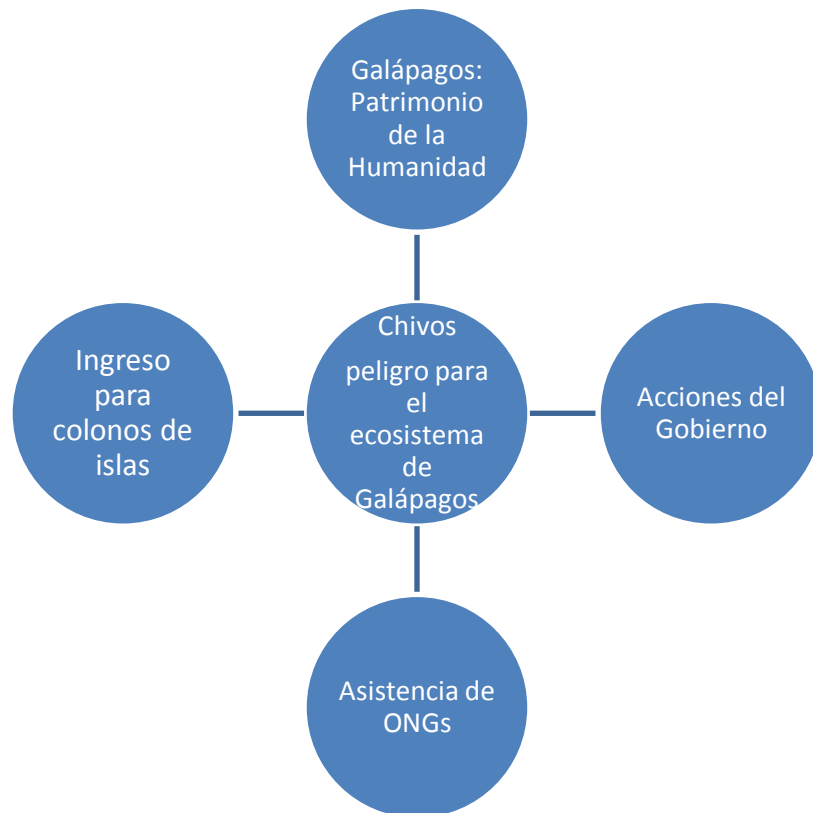 Galápagos:
Patrimonio
de la
Humanidad
Ingreso
para
colonos de
islas
Chivos
peligro para
el
ecosistema
de
Galápagos
Acciones del
Gobierno
Asistencia de
ONGs